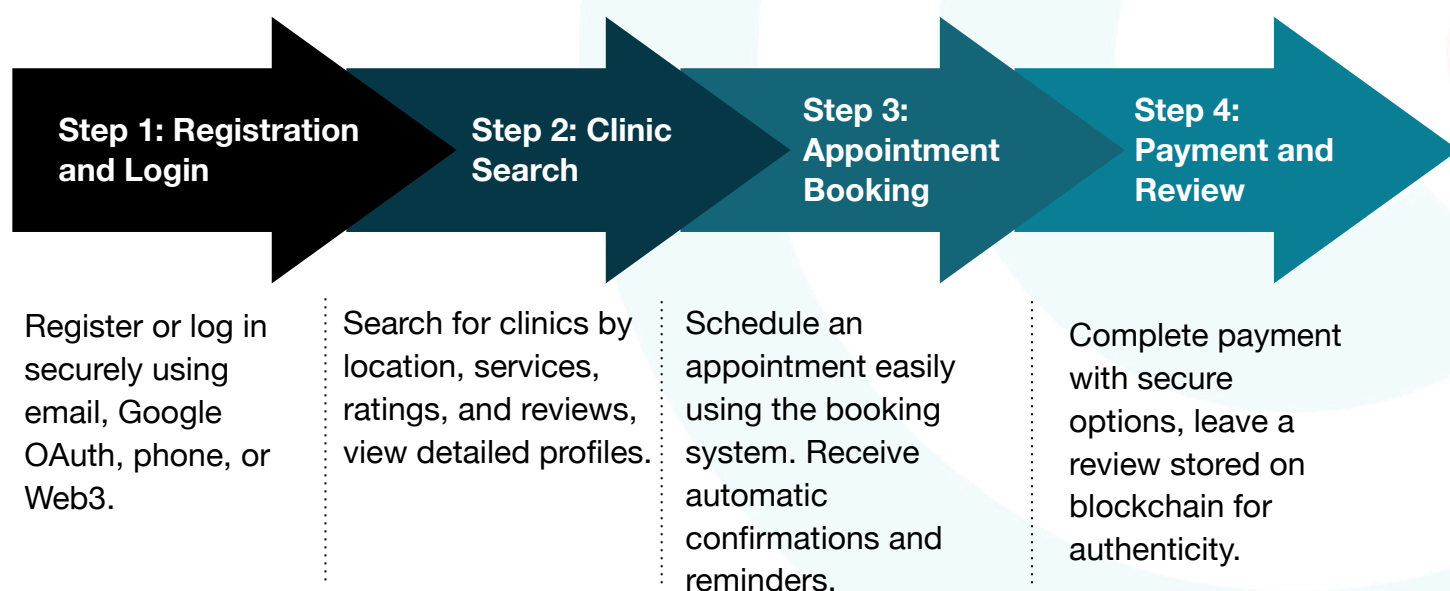 Step 1: Registration
and Login
Step 2: Clinic
Search
Step 3:
Appointment
Booking
Step 4:
Payment and
Review
Register or log in
securely using
email, Google
OAuth, phone, or
Web3.
Search for clinics by
location, services,
ratings, and reviews,
view detailed profiles.
Schedule an
appointment easily
using the booking
system. Receive
automatic
confirmations and
reminders.
Complete payment
with secure
options, leave a
review stored on
blockchain for
authenticity.